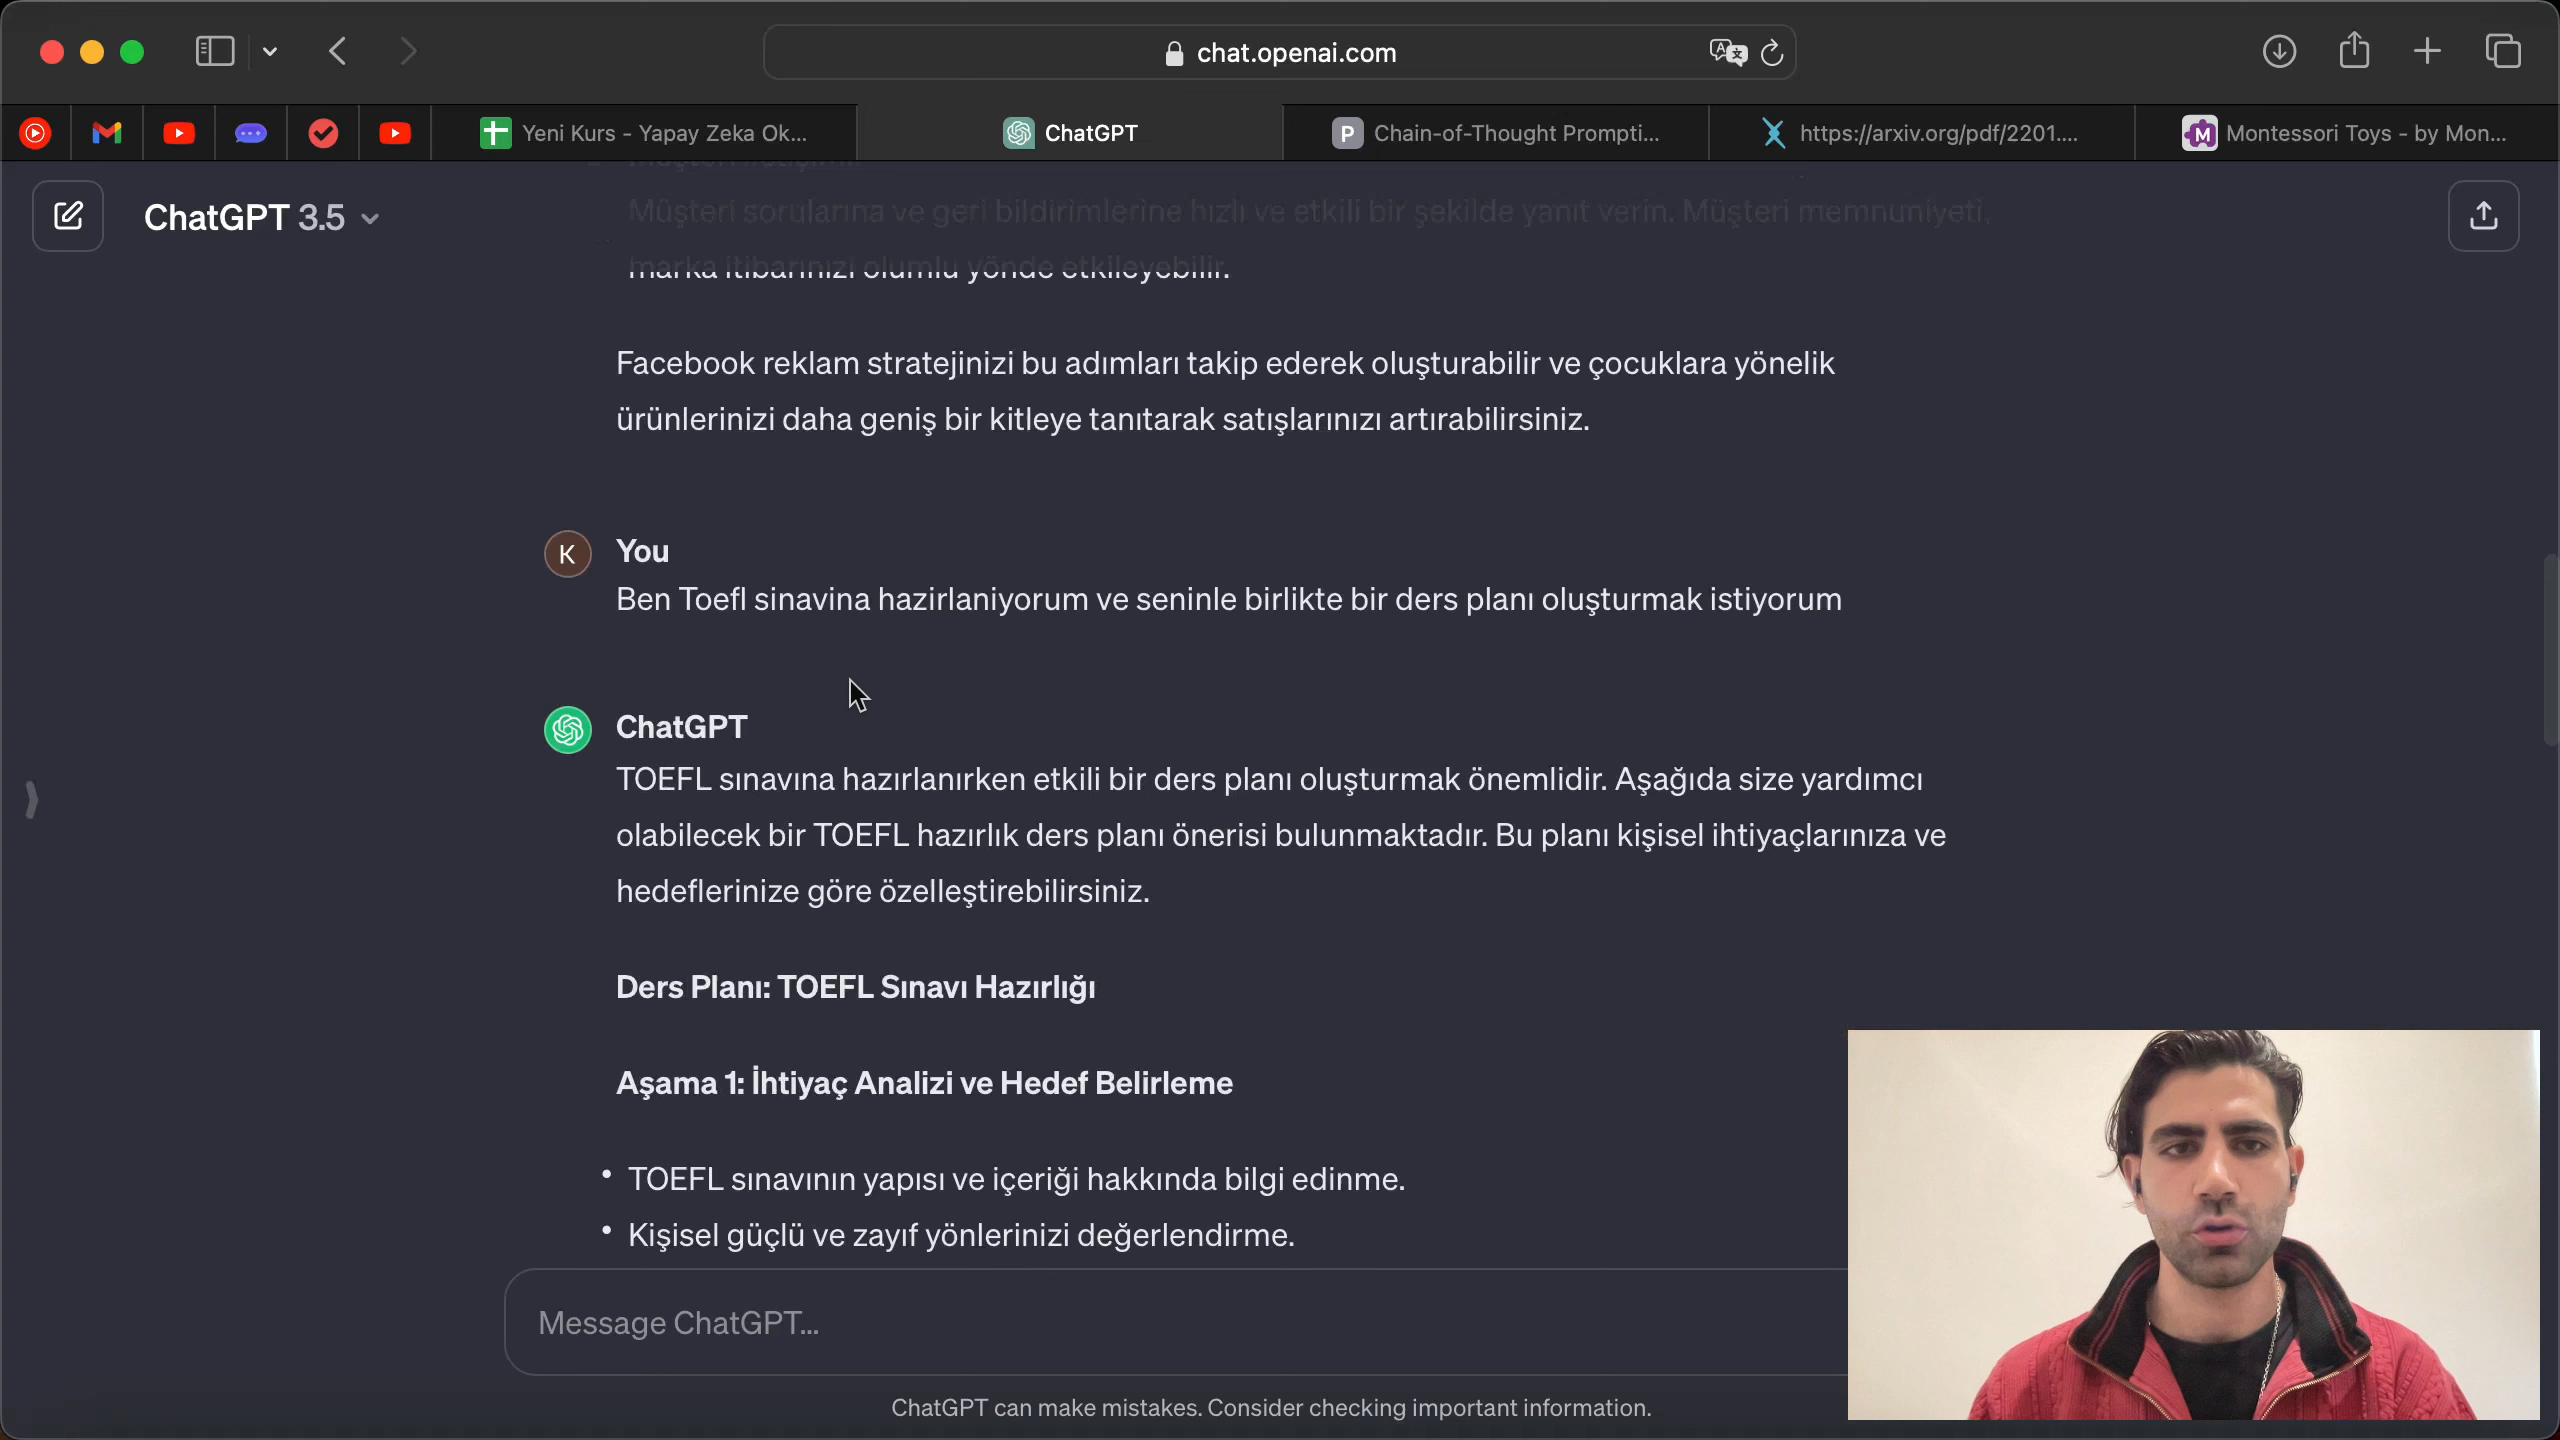 chat.openai.com
Yeni Kurs - Yapay Zeka Ok...
ChatGPT
P Chain-of-Thought Prompti...
https://arxiv.org/pdf/2201....
M Montessori Toys - by Mon...
ChatGPT 3.5
Müşteri sorularına ve geri bildirimlerine hızlı ve etkili bir şekilde yanıt verin. Müşteri memnuniyeti,
marka itibarınızı olumlu yönde etkileyebilir.
Facebook reklam stratejinizi bu adımları takip ederek oluşturabilir ve çocuklara yönelik
ürünlerinizi daha geniş bir kitleye tanıtarak satışlarınızı artırabilirsiniz.
K You
Ben Toefl sinavina hazirlaniyorum ve seninle birlikte bir ders planı oluşturmak istiyorum
ChatGPT
TOEFL sınavına hazırlanırken etkili bir ders planı oluşturmak önemlidir. Aşağıda size yardımcı
olabilecek bir TOEFL hazırlık ders planı önerisi bulunmaktadır. Bu planı kişisel ihtiyaçlarınıza ve
hedeflerinize göre özelleştirebilirsiniz.
Ders Planı: TOEFL Sınavı Hazırlığı
Aşama 1: İhtiyaç Analizi ve Hedef Belirleme
• TOEFL sınavının yapısı ve içeriği hakkında bilgi edinme.
• Kişisel güçlü ve zayıf yönlerinizi değerlendirme.
Message ChatGPT...
ChatGPT can make mistakes. Consider checking important information.